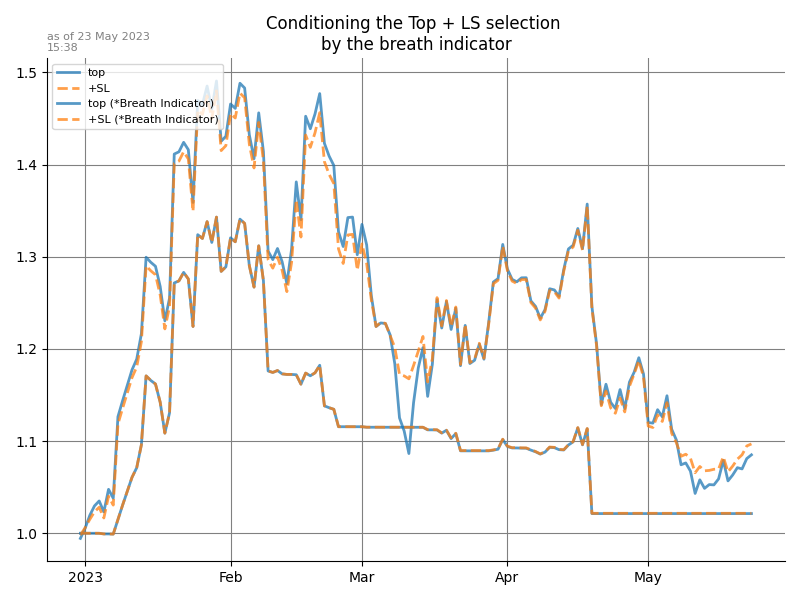 Conditioning the Top + LS selection
by the breath indicator
as of 23 May 2023
15:38
top
+SL
top (*Breath Indicator)
+SL (*Breath Indicator)
1.5
1.4
1.3
1.2
1.1
1.0
2023 Feb Mar Apr May